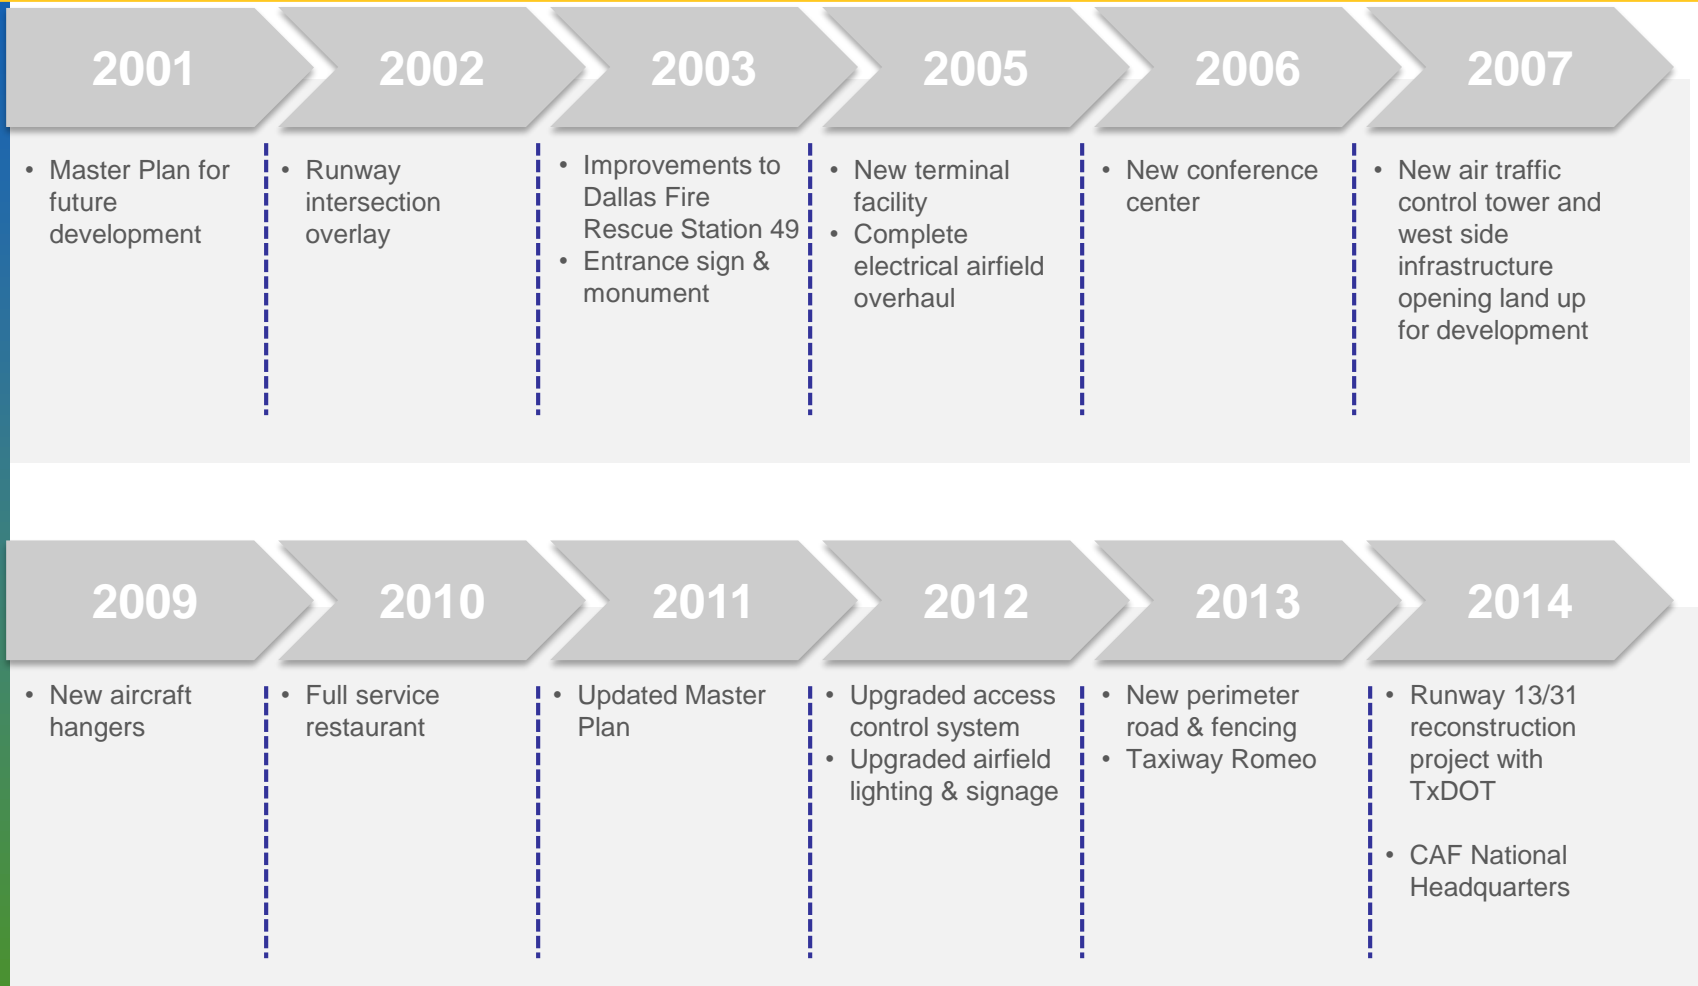 2001
2002
2003
2005
2006
2007
• Master Plan for
future
development
• Runway
intersection
overlay
• Improvements to
Dallas Fire
Rescue Station 49
• Entrance sign &
monument
• New terminal
facility
• Complete
electrical airfield
overhaul
• New conference
center
• New air traffic
control tower and
west side
infrastructure
opening land up
for development
2009
2010
2011
2012
2013
2014
• New aircraft
hangers
• Full service
restaurant
• Updated Master
Plan
• Upgraded access
control system
• Upgraded airfield
lighting & signage
• New perimeter
road & fencing
• Taxiway Romeo
• Runway 13/31
reconstruction
project with
TxDOT
• CAF National
Headquarters